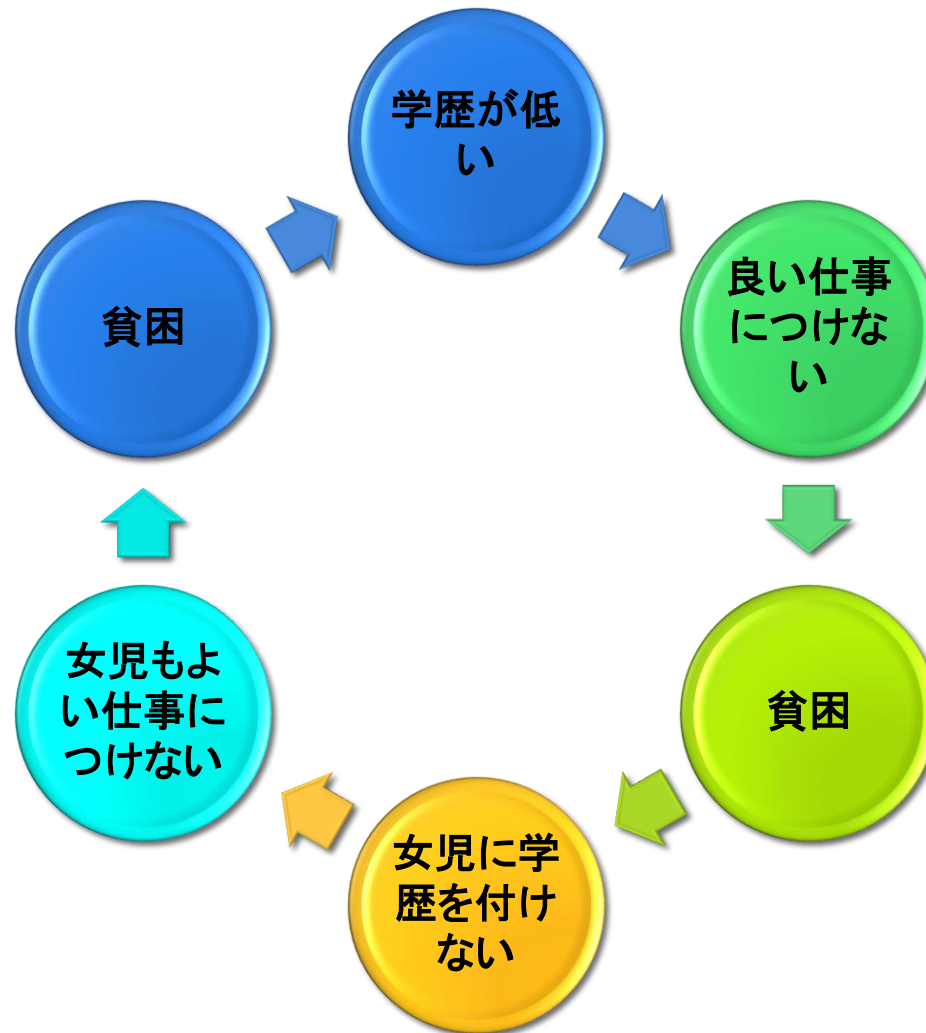 学歴が低
い
良い仕事
につけな
い
貧困
女児に学
歴を付け
ない
女児もよ
い仕事に
つけない
貧困